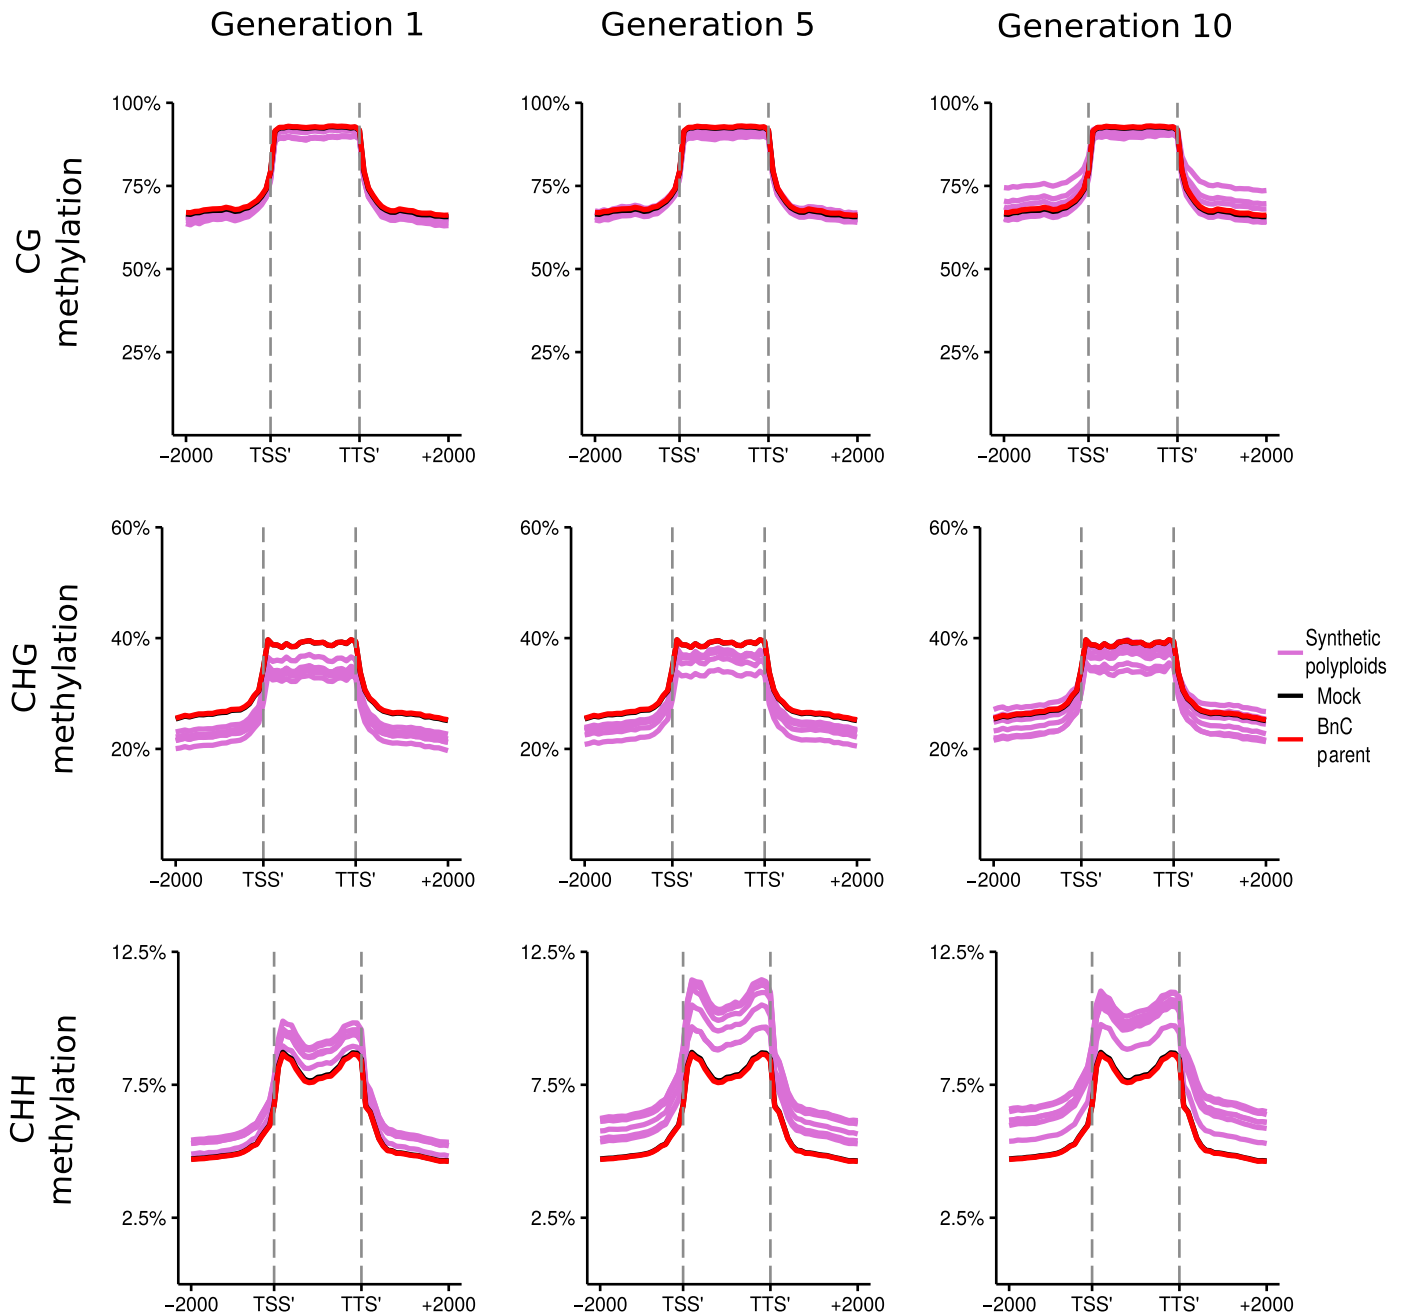 Generation 1
Generation 5
Generation 10
CG
methylation
100%
75%
50%
25%
−2000
TSS'
TTS'
+2000
100%
75%
50%
25%
−2000
TSS'
TTS'
+2000
100%
75%
50%
25%
−2000
TSS'
TTS'
+2000
CHG
methylation
60%
40%
20%
−2000
TSS'
TTS'
+2000
60%
40%
20%
−2000
TSS'
TTS'
+2000
60%
40%
20%
−2000
TSS'
TTS'
+2000
Synthetic
polyploids
Mock
BnC
parent
CHH
methylation
12.5%
7.5%
2.5%
−2000
TSS'
TTS'
+2000
12.5%
7.5%
2.5%
−2000
TSS'
TTS'
+2000
12.5%
7.5%
2.5%
−2000
TSS'
TTS'
+2000